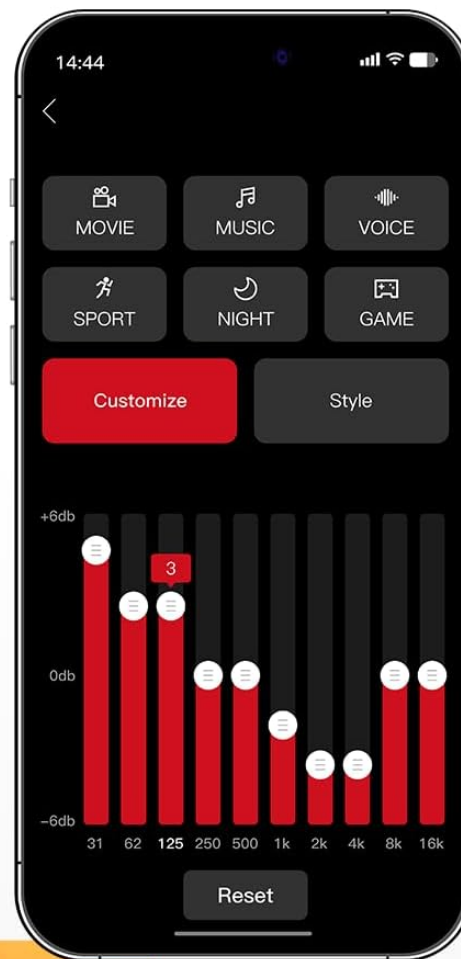 14:44
MOVIE
MUSIC
VOICE
SPORT
NIGHT
GAME
Customize
Style
+6db
3
0db
-6db
31 62 125 250 500 1k 2k 4k 8k 16k
Reset